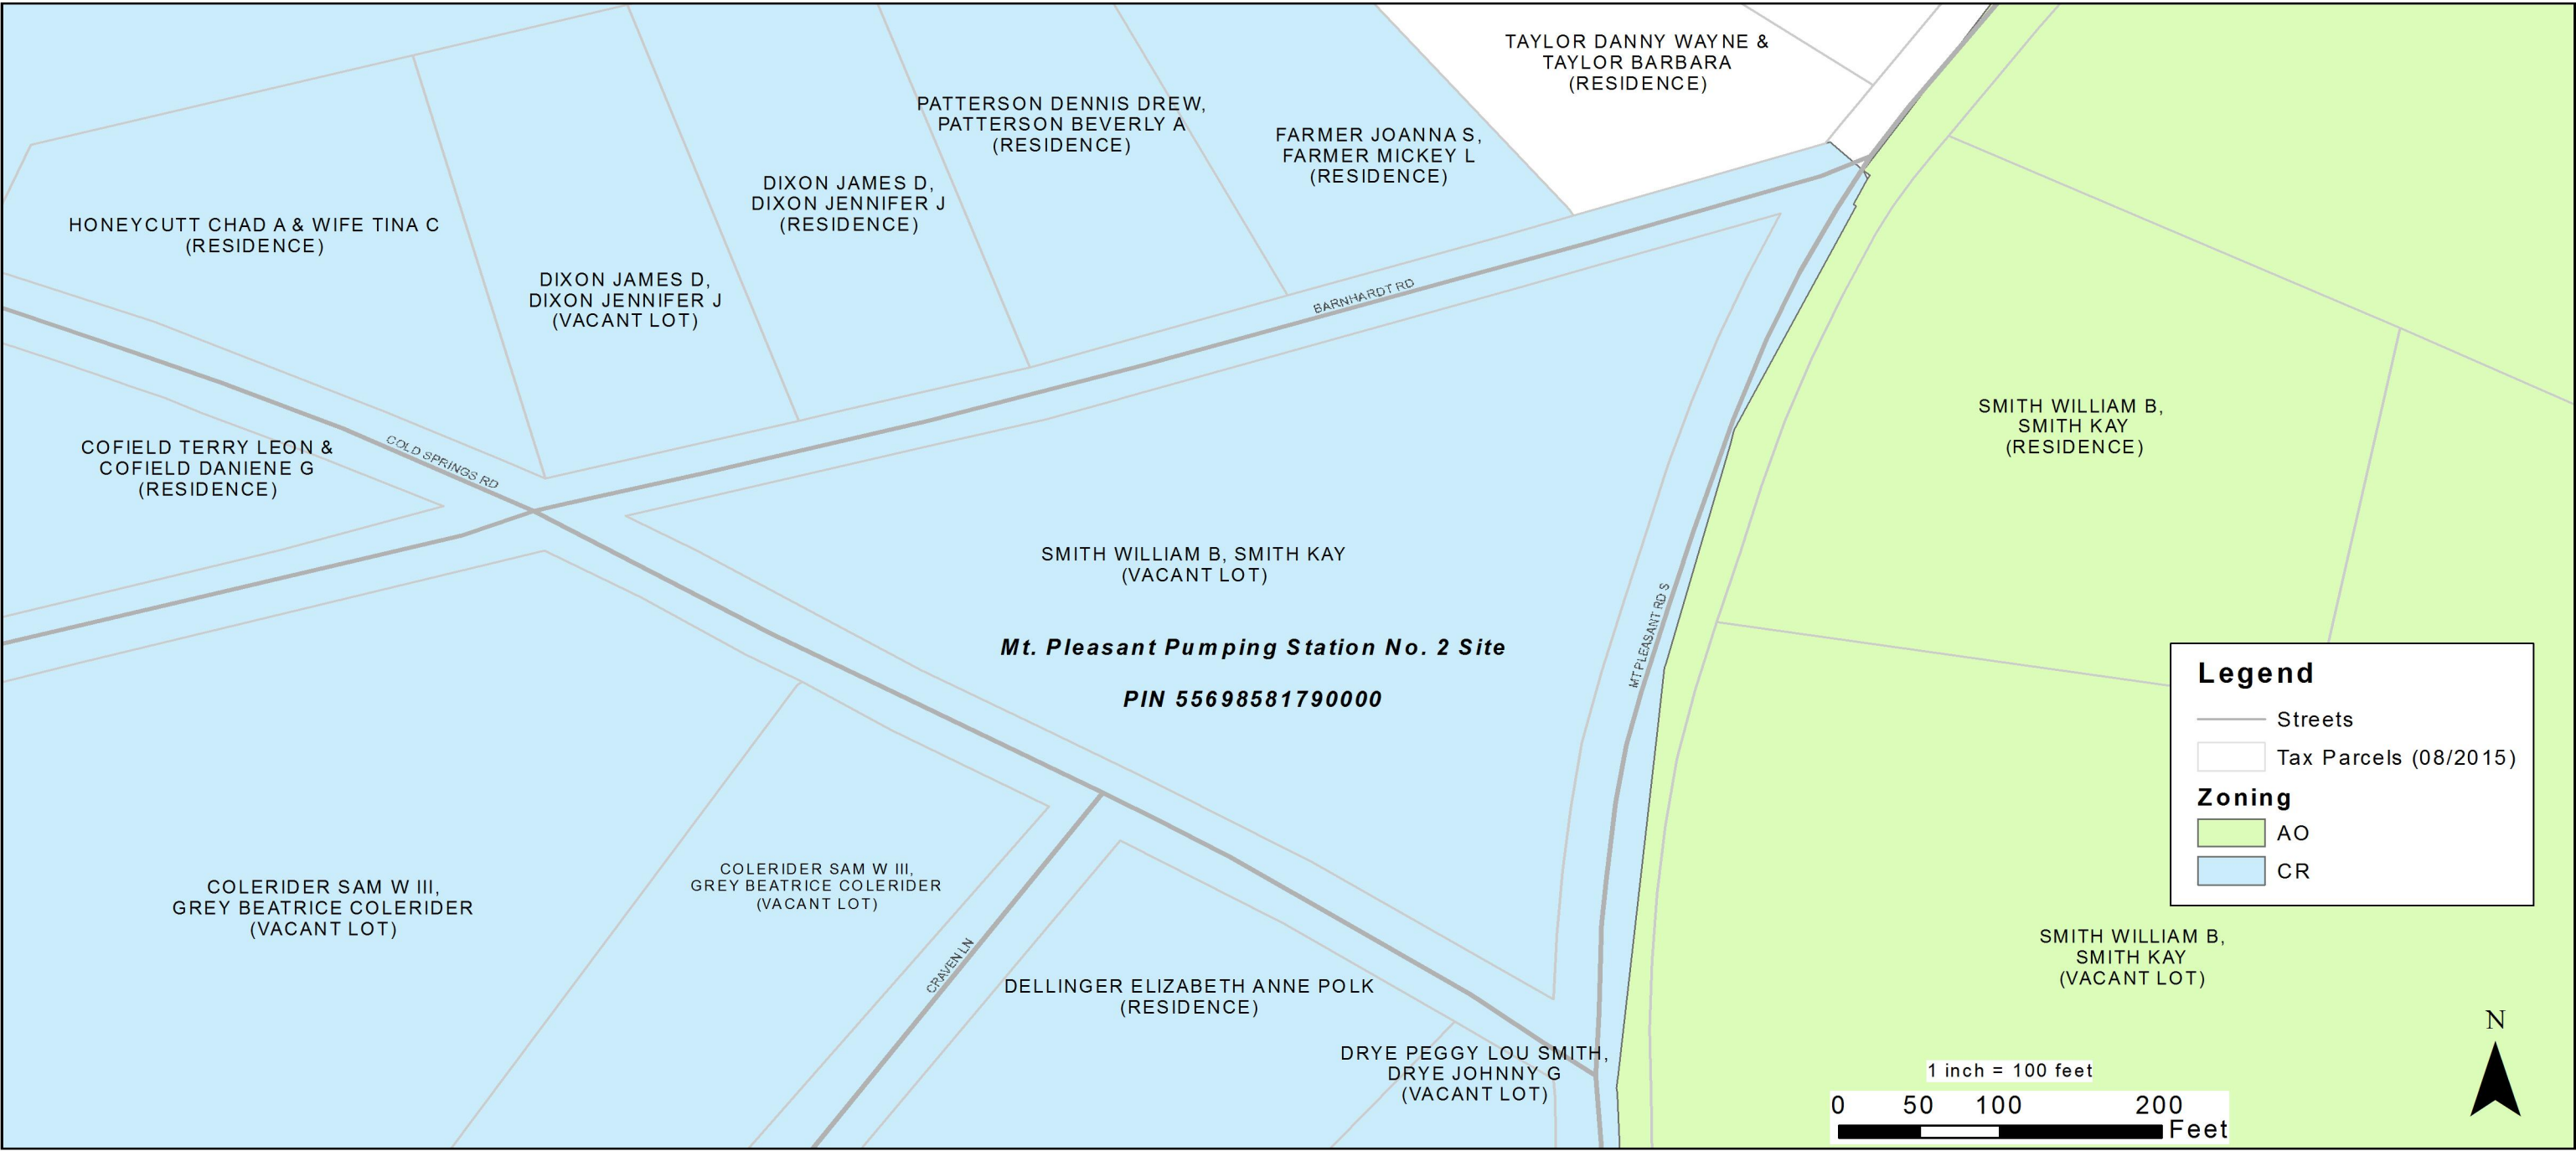 TAYLOR DANNY WAYNE &
TAYLOR BARBARA
(RESIDENCE)
PATTERSON DENNIS DREW,
PATTERSON BEVERLY A
(RESIDENCE)
FARMER JOANNA S,
FARMER MICKEY L
(RESIDENCE)
DIXON JAMES D,
DIXON JENNIFER J
(RESIDENCE)
HONEYCUTT CHAD A & WIFE TINA C
(RESIDENCE)
DIXON JAMES D,
DIXON JENNIFER J
(VACANT LOT)
BARNHARDT RD
SMITH WILLIAM B,
SMITH KAY
(RESIDENCE)
COFIELD TERRY LEON &
COFIELD DANIENE G
(RESIDENCE)
COLD SPRINGS RD
SMITH WILLIAM B, SMITH KAY
(VACANT LOT)
Mt. Pleasant Pumping Station No. 2 Site
PIN 55698581790000
MT PLEASANT RD S
Legend
Streets
Tax Parcels (08/2015)
Zoning
AO
CR
COLERIDER SAM W III,
GREY BEATRICE COLERIDER
(VACANT LOT)
COLERIDER SAM W III,
GREY BEATRICE COLERIDER
(VACANT LOT)
CRAVEN LN
DELLINGER ELIZABETH ANNE POLK
(RESIDENCE)
SMITH WILLIAM B,
SMITH KAY
(VACANT LOT)
DRYE PEGGY LOU SMITH,
DRYE JOHNNY G
(VACANT LOT)
N
1 inch = 100 feet
0 50 100 200
Feet